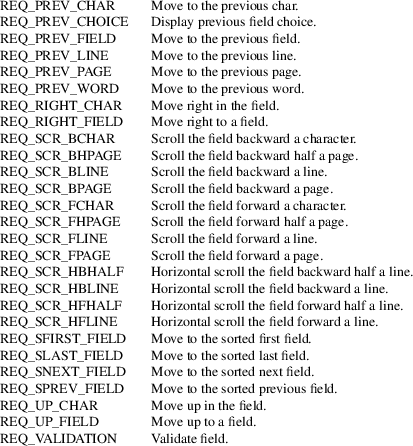 REQ_PREV_CHAR Move to the previous char.
REQ_PREV_CHOICE Display previous field choice.
REQ_PREV_FIELD Move to the previous field.
REQ_PREV_LINE Move to the previous line.
REQ_PREV_PAGE Move to the previous page.
REQ_PREV_WORD Move to the previous word.
REQ_RIGHT_CHAR Move right in the field.
REQ_RIGHT_FIELD Move right to a field.
REQ_SCR_BCHAR Scroll the field backward a character.
REQ_SCR_BHPAGE Scroll the field backward half a page.
REQ_SCR_BLINE Scroll the field backward a line.
REQ_SCR_BPAGE Scroll the field backward a page.
REQ_SCR_FCHAR Scroll the field forward a character.
REQ_SCR_FHPAGE Scroll the field forward half a page.
REQ_SCR_FLINE Scroll the field forward a line.
REQ_SCR_FPAGE Scroll the field forward a page.
REQ_SCR_HBHALF Horizontal scroll the field backward half a line.
REQ_SCR_HBLINE Horizontal scroll the field backward a line.
REQ_SCR_HFHALF Horizontal scroll the field forward half a line.
REQ_SCR_HFLINE Horizontal scroll the field forward a line.
REQ_SFIRST_FIELD Move to the sorted first field.
REQ_SLAST_FIELD Move to the sorted last field.
REQ_SNEXT_FIELD Move to the sorted next field.
REQ_SPREV_FIELD Move to the sorted previous field.
REQ_UP_CHAR Move up in the field.
REQ_UP_FIELD Move up to a field.
REQ_VALIDATION Validate field.